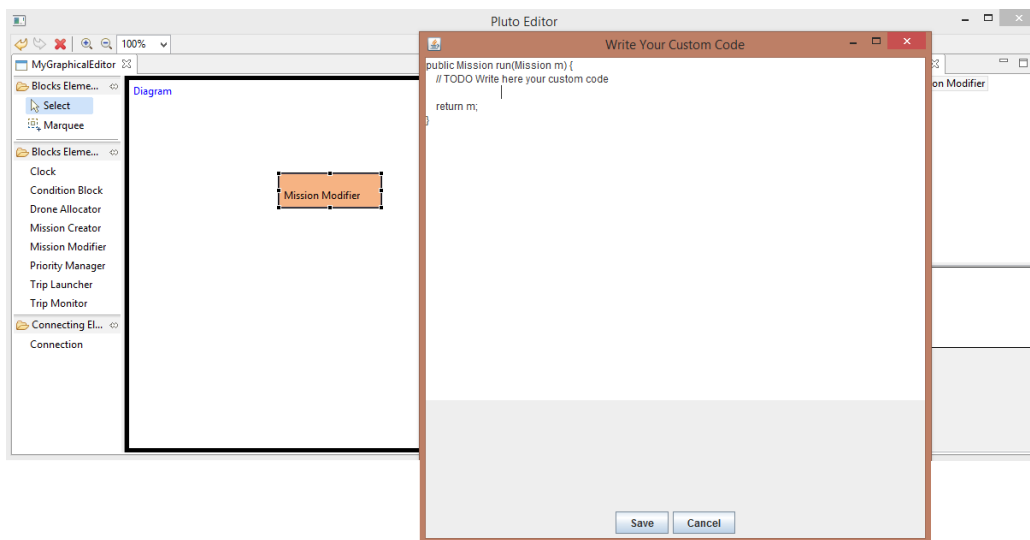 Pluto Editor
100%
MyGraphicalEditor
Blocks Eleme...
Select
Marquee
Blocks Eleme...
Clock
Condition Block
Drone Allocator
Mission Creator
Mission Modifier
Priority Manager
Trip Launcher
Trip Monitor
Connecting El...
Connection
Diagram
Mission Modifier
Write Your Custom Code
public Mission run(Mission m) {
// TODO Write here your custom code
return m;
}
Save Cancel
on Modifier